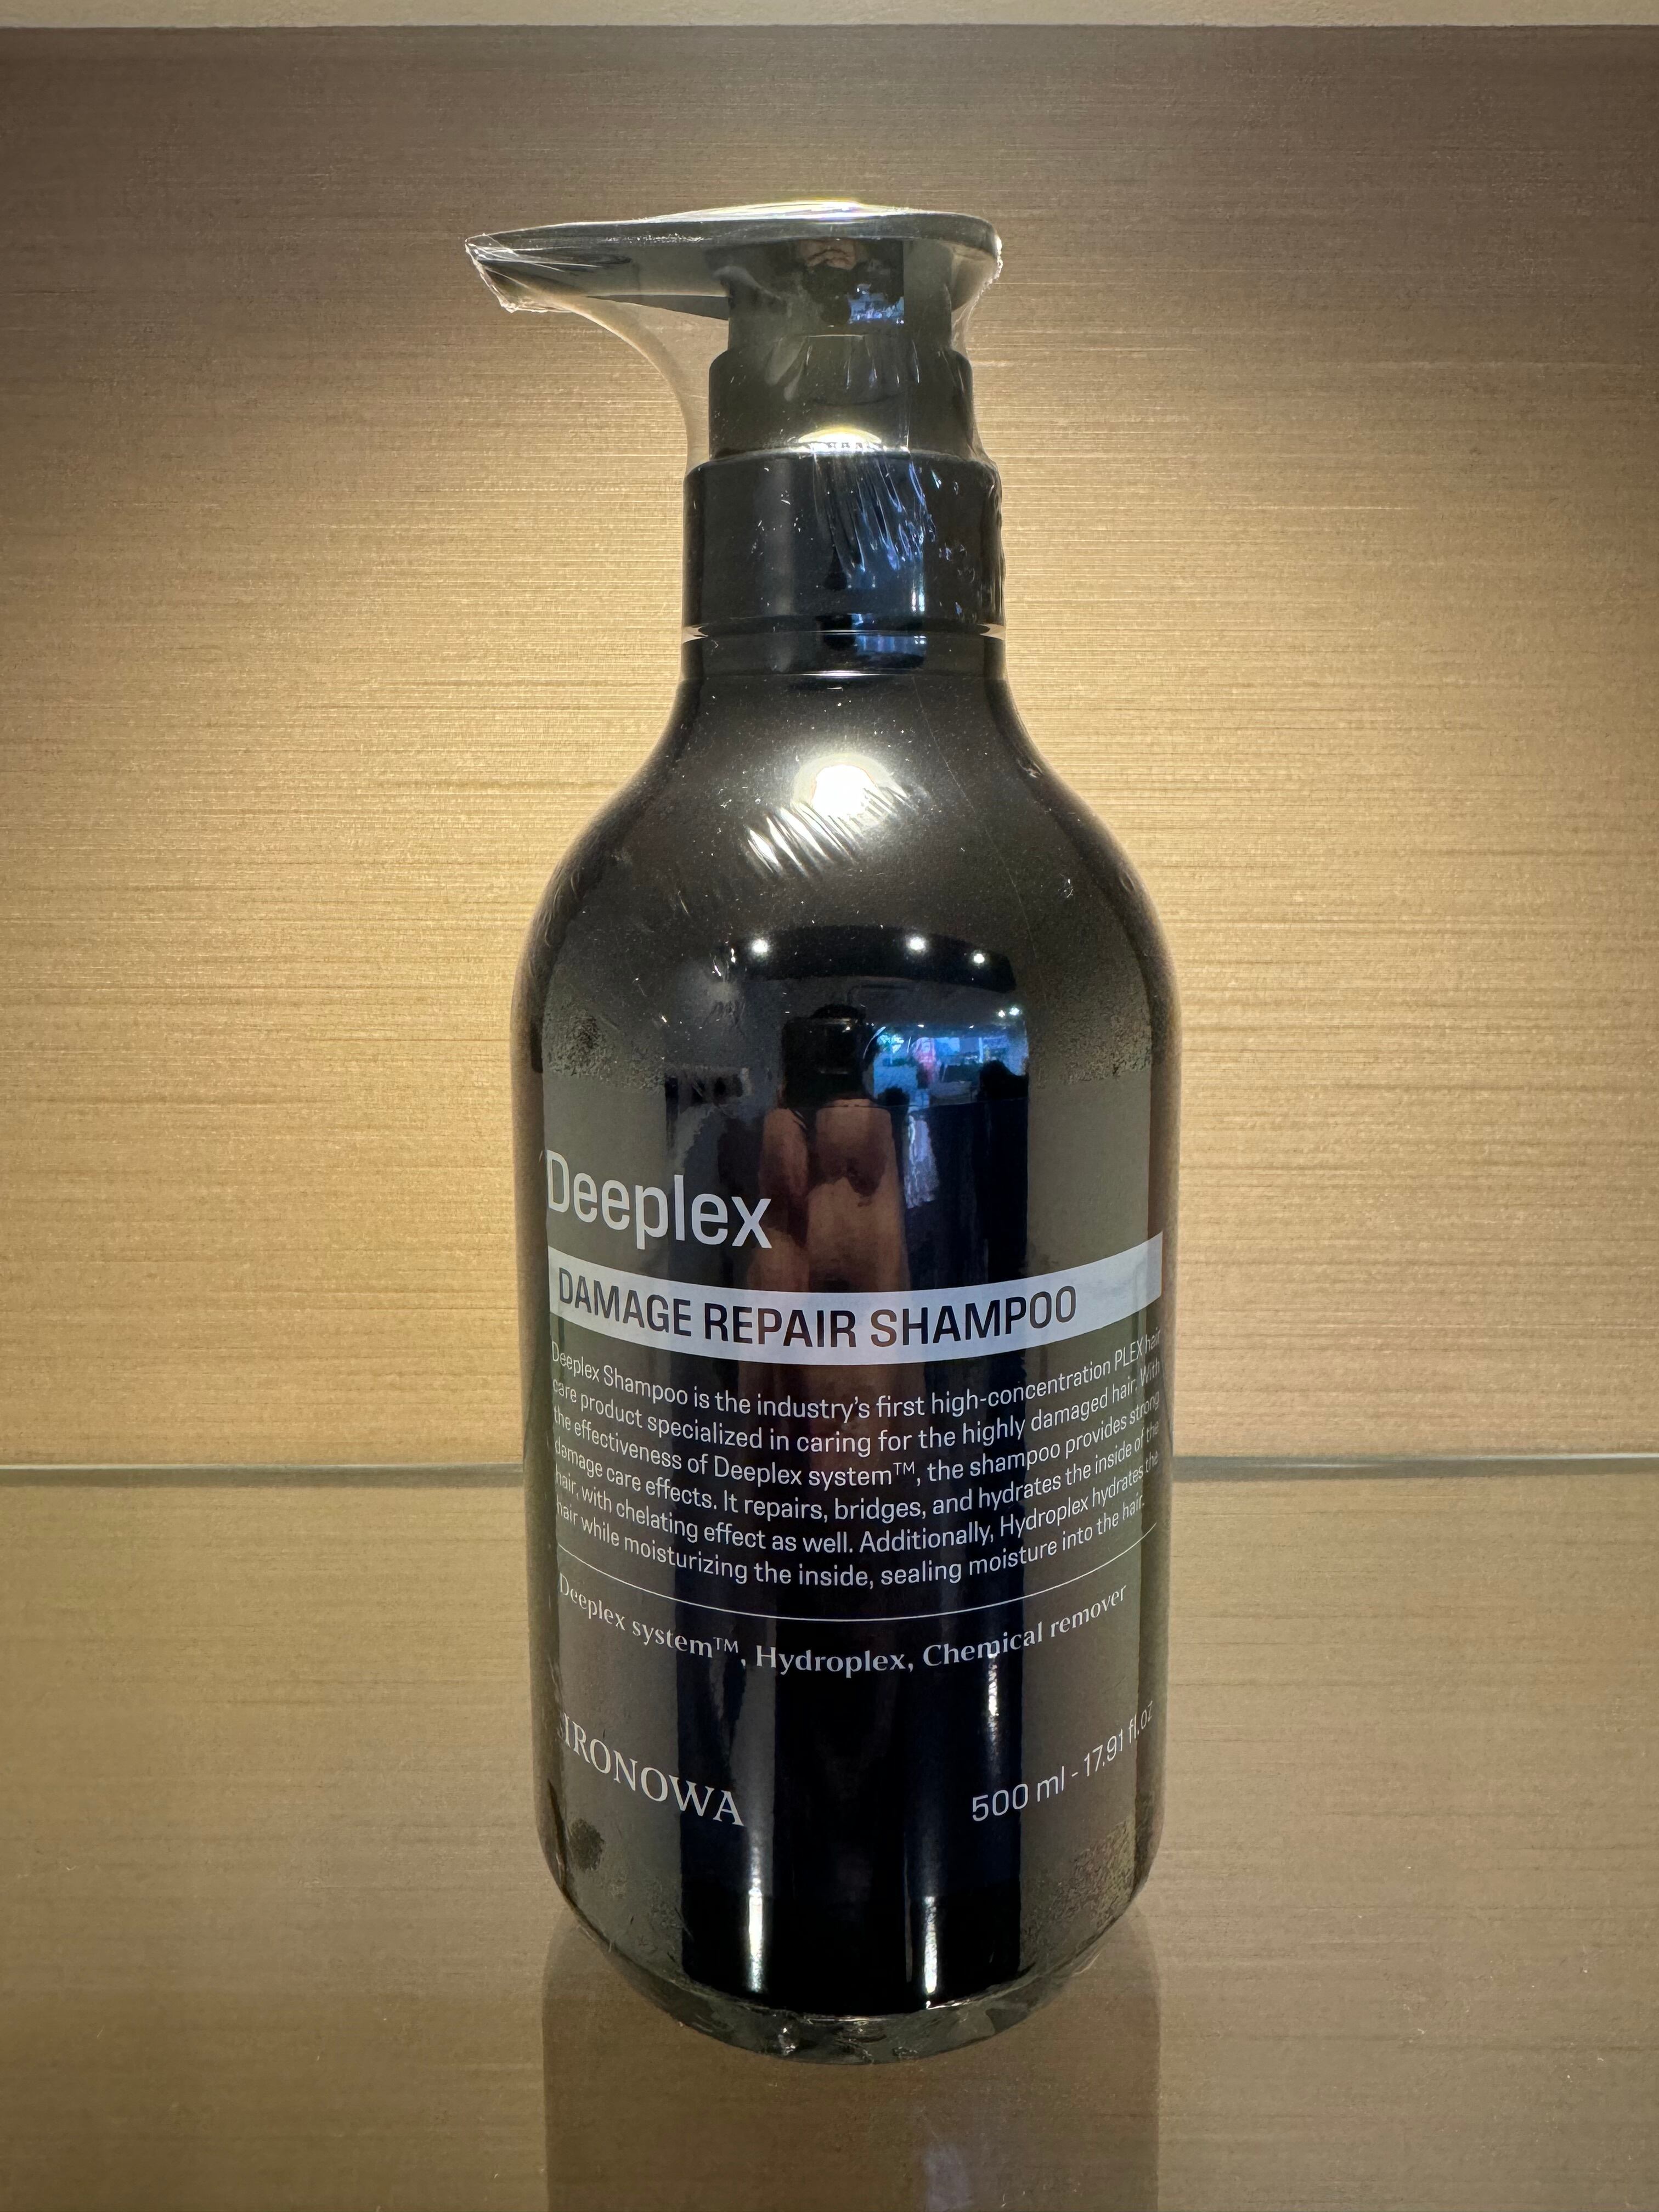 Deeplex
DAMAGE REPAIR SHAMPOO
Deeplex Shampoo is the industry's first high-concentration PLEX hair
care product specialized in caring for the highly damaged hair. With
the effectiveness of Deeplex system™, the shampoo provides strong
damage care effects. It repairs, bridges, and hydrates the inside of the
hair, with chelating effect as well. Additionally, Hydroplex hydrates the
hair while moisturizing the inside, sealing moisture into the hair.
Deeplex system™, Hydroplex, Chemical remover
IRONOWA
500 ml - 17.91 fl.oz